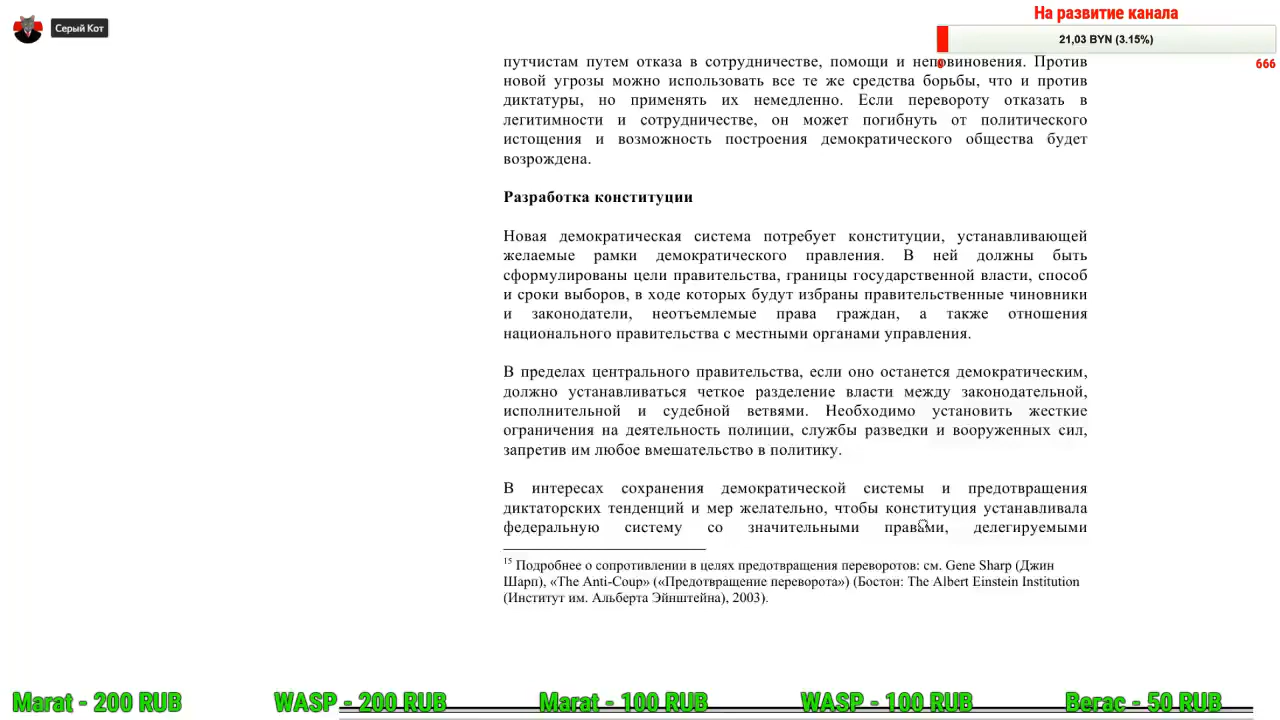 Серый Кот
На развитие канала
21,03 BYN (3.15%)
0
666
путчистам путем отказа в сотрудничестве, помощи и неповиновения. Против
новой угрозы можно использовать все те же средства борьбы, что и против
диктатуры, но применять их немедленно. Если перевороту отказать в
легитимности и сотрудничестве, он может погибнуть от политического
истощения и возможность построения демократического общества будет
возрождена.
Разработка конституции
Новая демократическая система потребует конституции, устанавливающей
желаемые рамки демократического правления. В ней должны быть
сформулированы цели правительства, границы государственной власти, способ
и сроки выборов, в ходе которых будут избраны правительственные чиновники
и законодатели, неотъемлемые права граждан, а также отношения
национального правительства с местными органами управления.
В пределах центрального правительства, если оно останется демократическим,
должно устанавливаться четкое разделение власти между законодательной,
исполнительной и судебной ветвями. Необходимо установить жесткие
ограничения на деятельность полиции, службы разведки и вооруженных сил,
запретив им любое вмешательство в политику.
В интересах сохранения демократической системы и предотвращения
диктаторских тенденций и мер желательно, чтобы конституция устанавливала
федеральную систему со значительными правами, делегируемыми
15 Подробнее о сопротивлении в целях предотвращения переворотов: см. Gene Sharp (Джин
Шарп), «The Anti-Coup» («Предотвращение переворота») (Бостон: The Albert Einstein Institution
(Институт им. Альберта Эйнштейна), 2003).
Marat - 200 RUB WASP - 200 RUB Marat - 100 RUB WASP - 100 RUB Вегас - 50 RUB